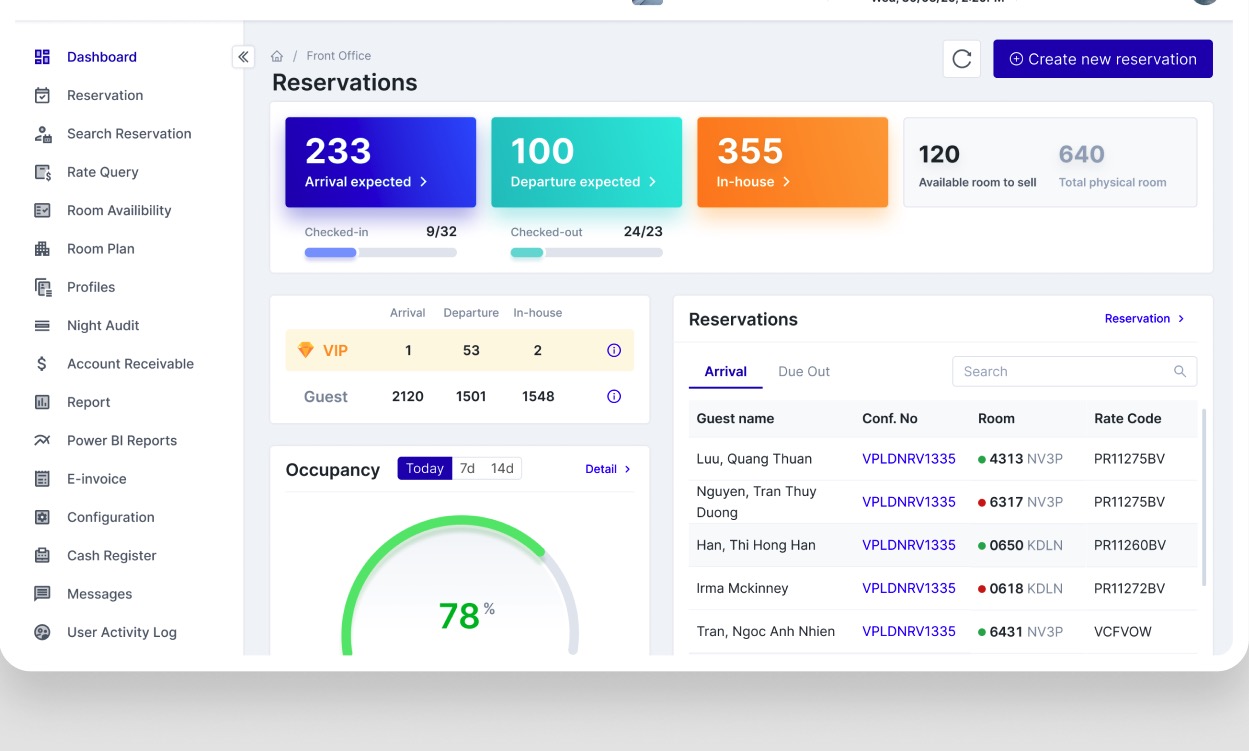 Dashboard
Reservation
Search Reservation
Rate Query
Room Availibility
Room Plan
Profiles
Night Audit
Account Receivable
Report
Power BI Reports
E-invoice
Configuration
Cash Register
Messages
User Activity Log
/ Front Office
Reservations
Create new reservation
233
Arrival expected
100
Departure expected
355
In-house
120
Available room to sell
640
Total physical room
Checked-in 9/32
Checked-out 24/23
Arrival Departure In-house
VIP 1 53 2
Guest 2120 1501 1548
Occupancy Today 7d 14d Detail
78%
Reservations Reservation
Arrival Due Out Search
Guest name Conf. No Room Rate Code
Luu, Quang Thuan VPLDNRV1335 4313 NV3P PR11275BV
Nguyen, Tran Thuy
Duong VPLDNRV1335 6317 NV3P PR11275BV
Han, Thi Hong Han VPLDNRV1335 0650 KDLN PR11260BV
Irma Mckinney VPLDNRV1335 0618 KDLN PR11272BV
Tran, Ngoc Anh Nhien VPLDNRV1335 6431 NV3P VCFVOW